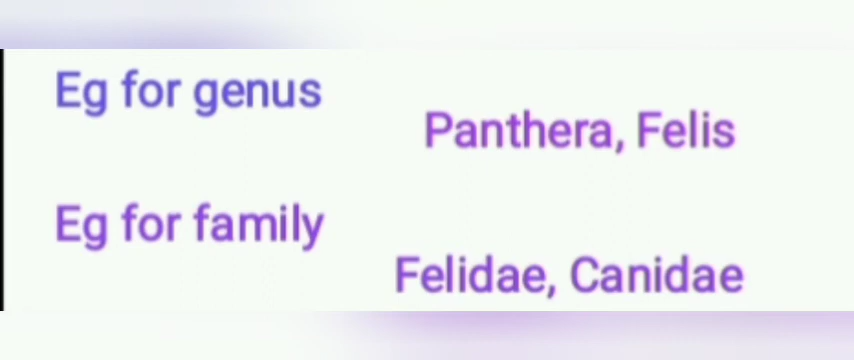 Eg for genus
Panthera, Felis
Eg for family
Felidae, Canidae